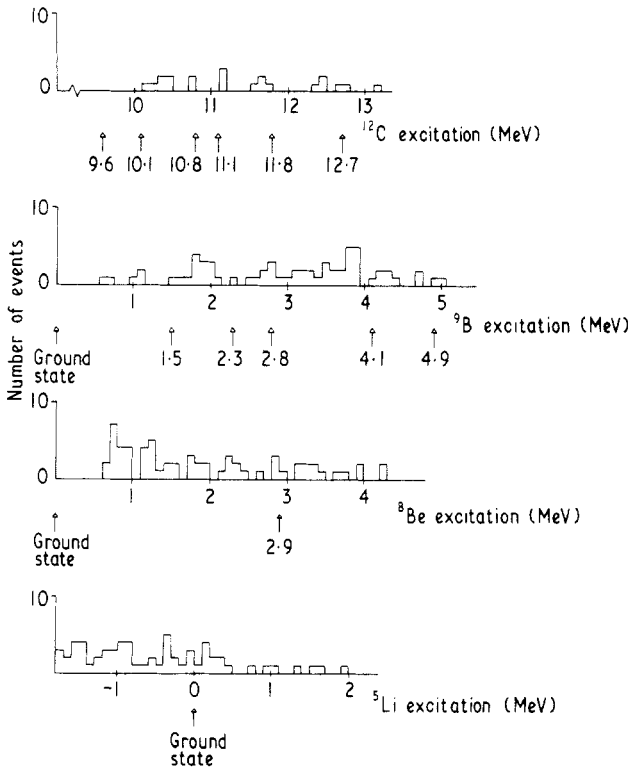 10
0
10 11 12 13
¹²C excitation (MeV)
9·6 10·1 10·8 11·1 11·8 12·7
Number of events
10
0
1 2 3 4 5
⁹B excitation (MeV)
Ground state
1·5 2·3 2·8 4·1 4·9
10
0
1 2 3 4
⁸Be excitation (MeV)
Ground state
2·9
10
-1 0 1 2
⁵Li excitation (MeV)
Ground state